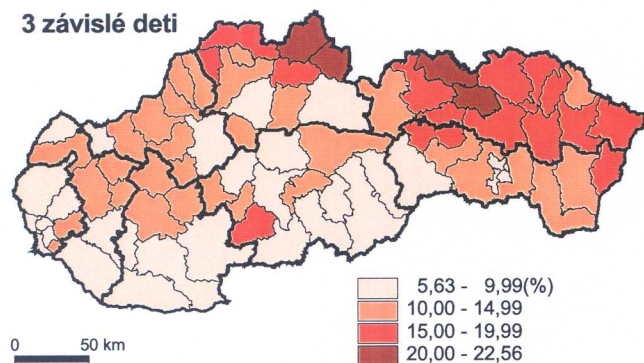 3 závislé deti
5,63 - 9,99(%)
10,00 - 14,99
15,00 - 19,99
20,00 - 22,56
0 50 km